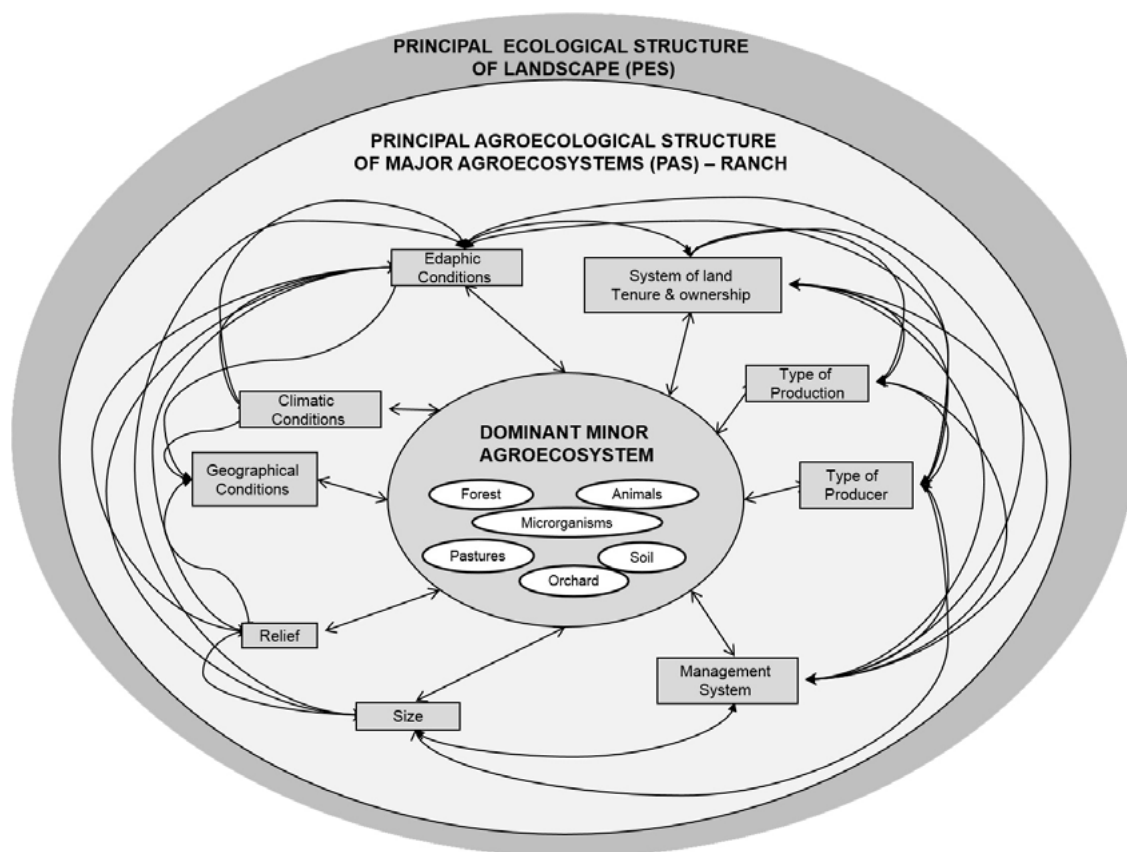 PRINCIPAL ECOLOGICAL STRUCTURE
OF LANDSCAPE (PES)
PRINCIPAL AGROECOLOGICAL STRUCTURE
OF MAJOR AGROECOSYSTEMS (PAS) – RANCH
Edaphic
Conditions
System of land
Tenure & ownership
Climatic
Conditions
Type of
Production
Geographical
Conditions
DOMINANT MINOR
AGROECOSYSTEM
Type of
Producer
Forest
Animals
Microrganisms
Pastures
Soil
Orchard
Relief
Management
System
Size